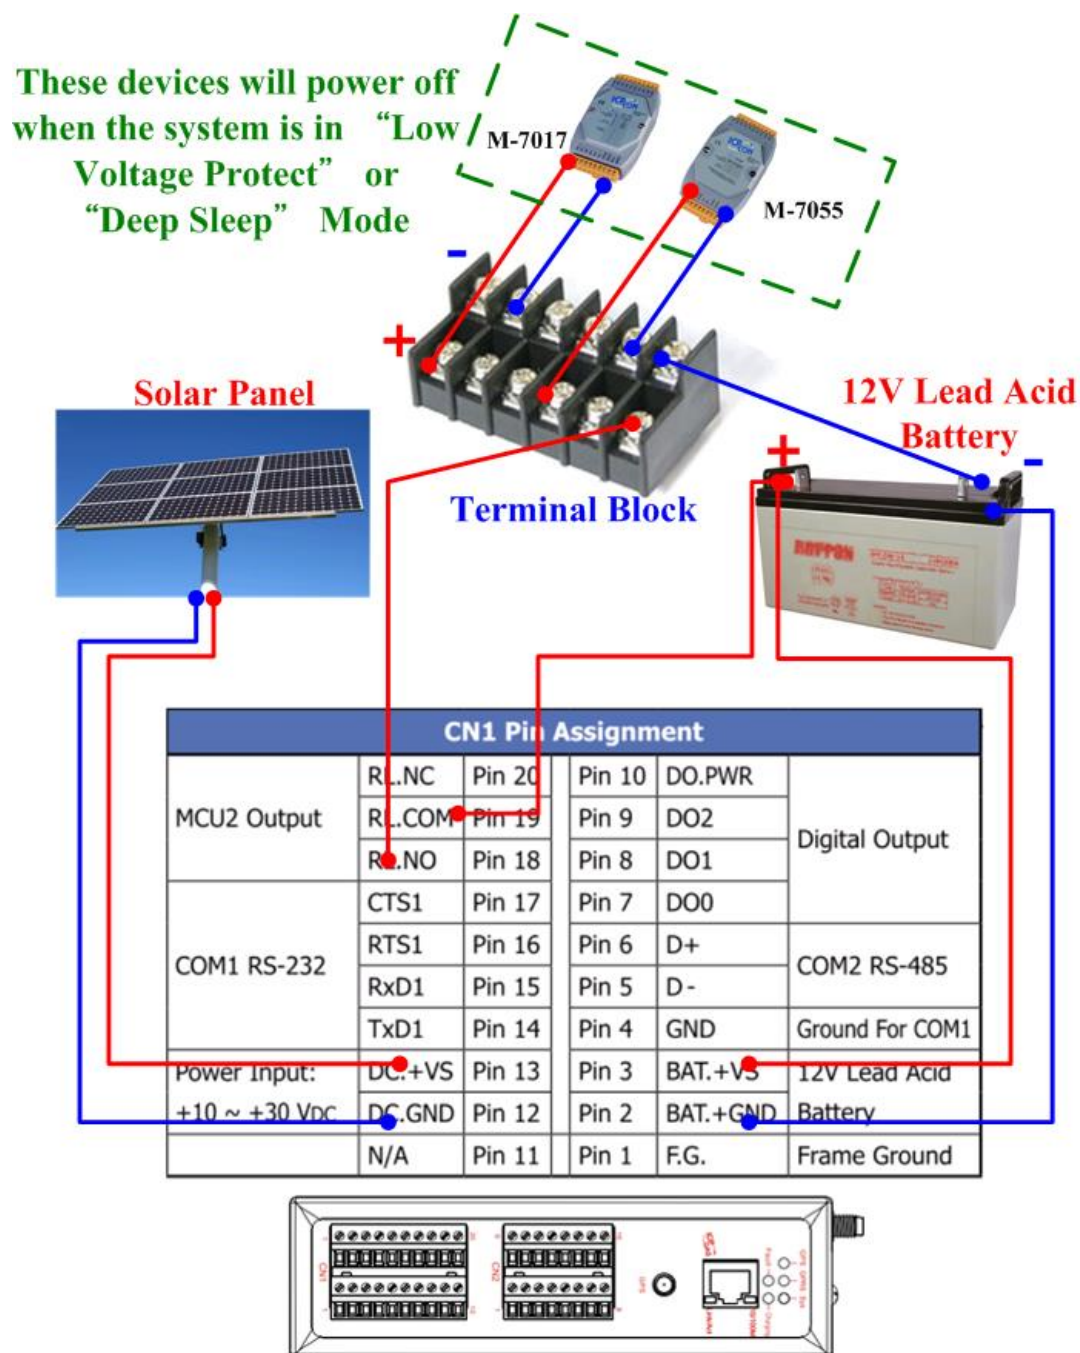 These devices will power off
when the system is in “Low
Voltage Protect” or
“Deep Sleep” Mode
M-7017
M-7055
-
+
Solar Panel
12V Lead Acid
Battery
+
-
Terminal Block
CN1 Pin Assignment
MCU2 Output
RL.NC Pin 20 Pin 10 DO.PWR
RL.COM Pin 19 Pin 9 DO2
Digital Output
RL.NO Pin 18 Pin 8 DO1
CTS1 Pin 17 Pin 7 DO0
COM1 RS-232
RTS1 Pin 16 Pin 6 D+
COM2 RS-485
RxD1 Pin 15 Pin 5 D-
TxD1 Pin 14 Pin 4 GND Ground For COM1
Power Input: DC.+VS Pin 13 Pin 3 BAT.+VS 12V Lead Acid
+10 ~ +30 VDC DC.GND Pin 12 Pin 2 BAT.+GND Battery
N/A Pin 11 Pin 1 F.G. Frame Ground
CN1
CN2
GPS